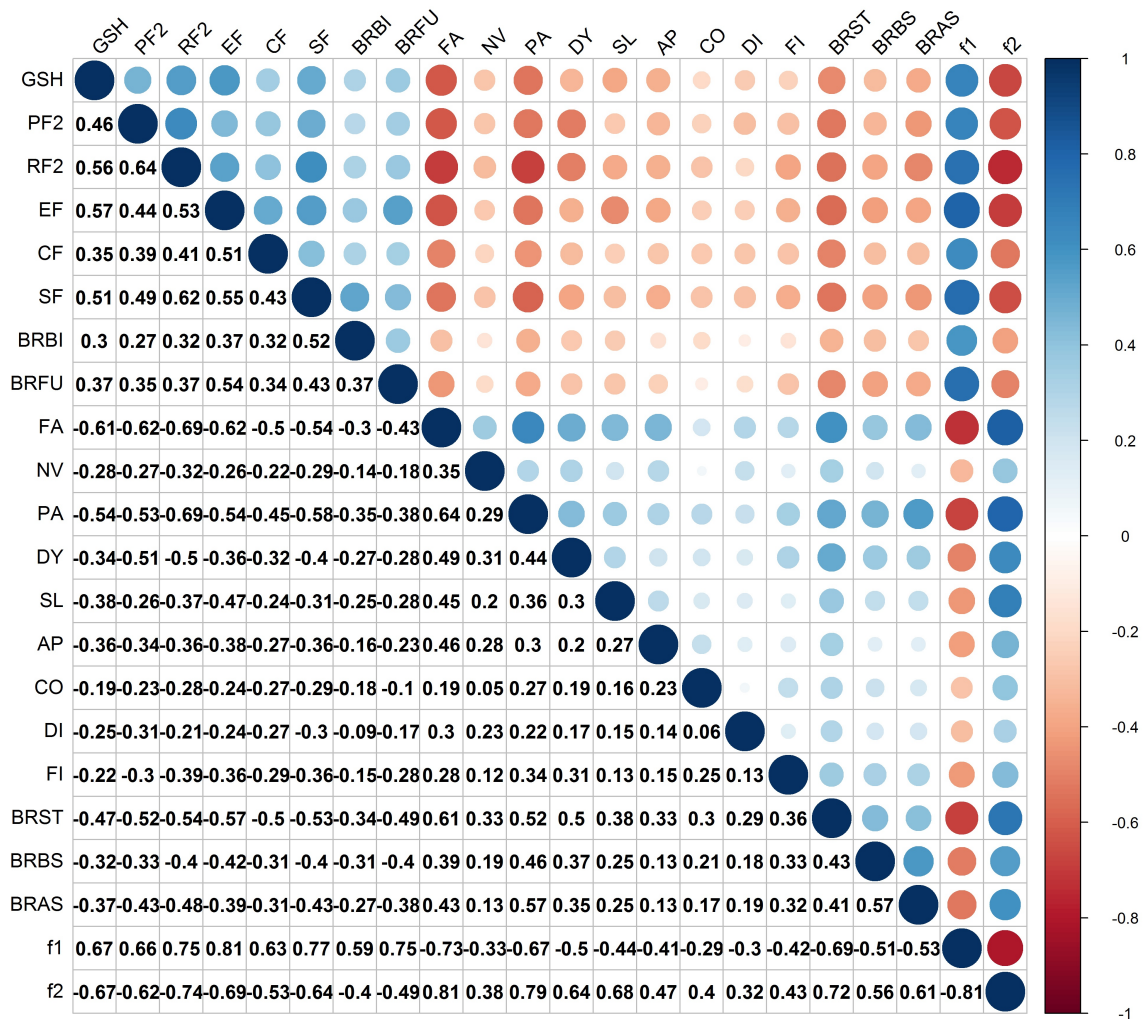 GSH PF2 RF2 EF CF SF BRBI BRFU FA NV PA DY SL AP CO DI FI BRST BRBS BRAS f1 f2
GSH 1
PF2 0.46
RF2 0.56 0.64 0.8
EF 0.57 0.44 0.53
CF 0.35 0.39 0.41 0.51 0.6
SF 0.51 0.49 0.62 0.55 0.43
BRBI 0.3 0.27 0.32 0.37 0.32 0.52 0.4
BRFU 0.37 0.35 0.37 0.54 0.34 0.43 0.37
FA -0.61 -0.62 -0.69 -0.62 -0.5 -0.54 -0.3 -0.43 0.2
NV -0.28 -0.27 -0.32 -0.26 -0.22 -0.29 -0.14 -0.18 0.35
PA -0.54 -0.53 -0.69 -0.54 -0.45 -0.58 -0.35 -0.38 0.64 0.29
0
DY -0.34 -0.51 -0.5 -0.36 -0.32 -0.4 -0.27 -0.28 0.49 0.31 0.44
SL -0.38 -0.26 -0.37 -0.47 -0.24 -0.31 -0.25 -0.28 0.45 0.2 0.36 0.3
-0.2
AP -0.36 -0.34 -0.36 -0.38 -0.27 -0.36 -0.16 -0.23 0.46 0.28 0.3 0.2 0.27
CO -0.19 -0.23 -0.28 -0.24 -0.27 -0.29 -0.18 -0.1 0.19 0.05 0.27 0.19 0.16 0.23
-0.4
DI -0.25 -0.31 -0.21 -0.24 -0.27 -0.3 -0.09 -0.17 0.3 0.23 0.22 0.17 0.15 0.14 0.06
FI -0.22 -0.3 -0.39 -0.36 -0.29 -0.36 -0.15 -0.28 0.28 0.12 0.34 0.31 0.13 0.15 0.25 0.13
BRST -0.47 -0.52 -0.54 -0.57 -0.5 -0.53 -0.34 -0.49 0.61 0.33 0.52 0.5 0.38 0.33 0.3 0.29 0.36 -0.6
BRBS -0.32 -0.33 -0.4 -0.42 -0.31 -0.4 -0.31 -0.4 0.39 0.19 0.46 0.37 0.25 0.13 0.21 0.18 0.33 0.43
BRAS -0.37 -0.43 -0.48 -0.39 -0.31 -0.43 -0.27 -0.38 0.43 0.13 0.57 0.35 0.25 0.13 0.17 0.19 0.32 0.41 0.57 -0.8
f1 0.67 0.66 0.75 0.81 0.63 0.77 0.59 0.75 -0.73 -0.33 -0.67 -0.5 -0.44 -0.41 -0.29 -0.3 -0.42 -0.69 -0.51 -0.53
f2 -0.67 -0.62 -0.74 -0.69 -0.53 -0.64 -0.4 -0.49 0.81 0.38 0.79 0.64 0.68 0.47 0.4 0.32 0.43 0.72 0.56 0.61 -0.81
-1